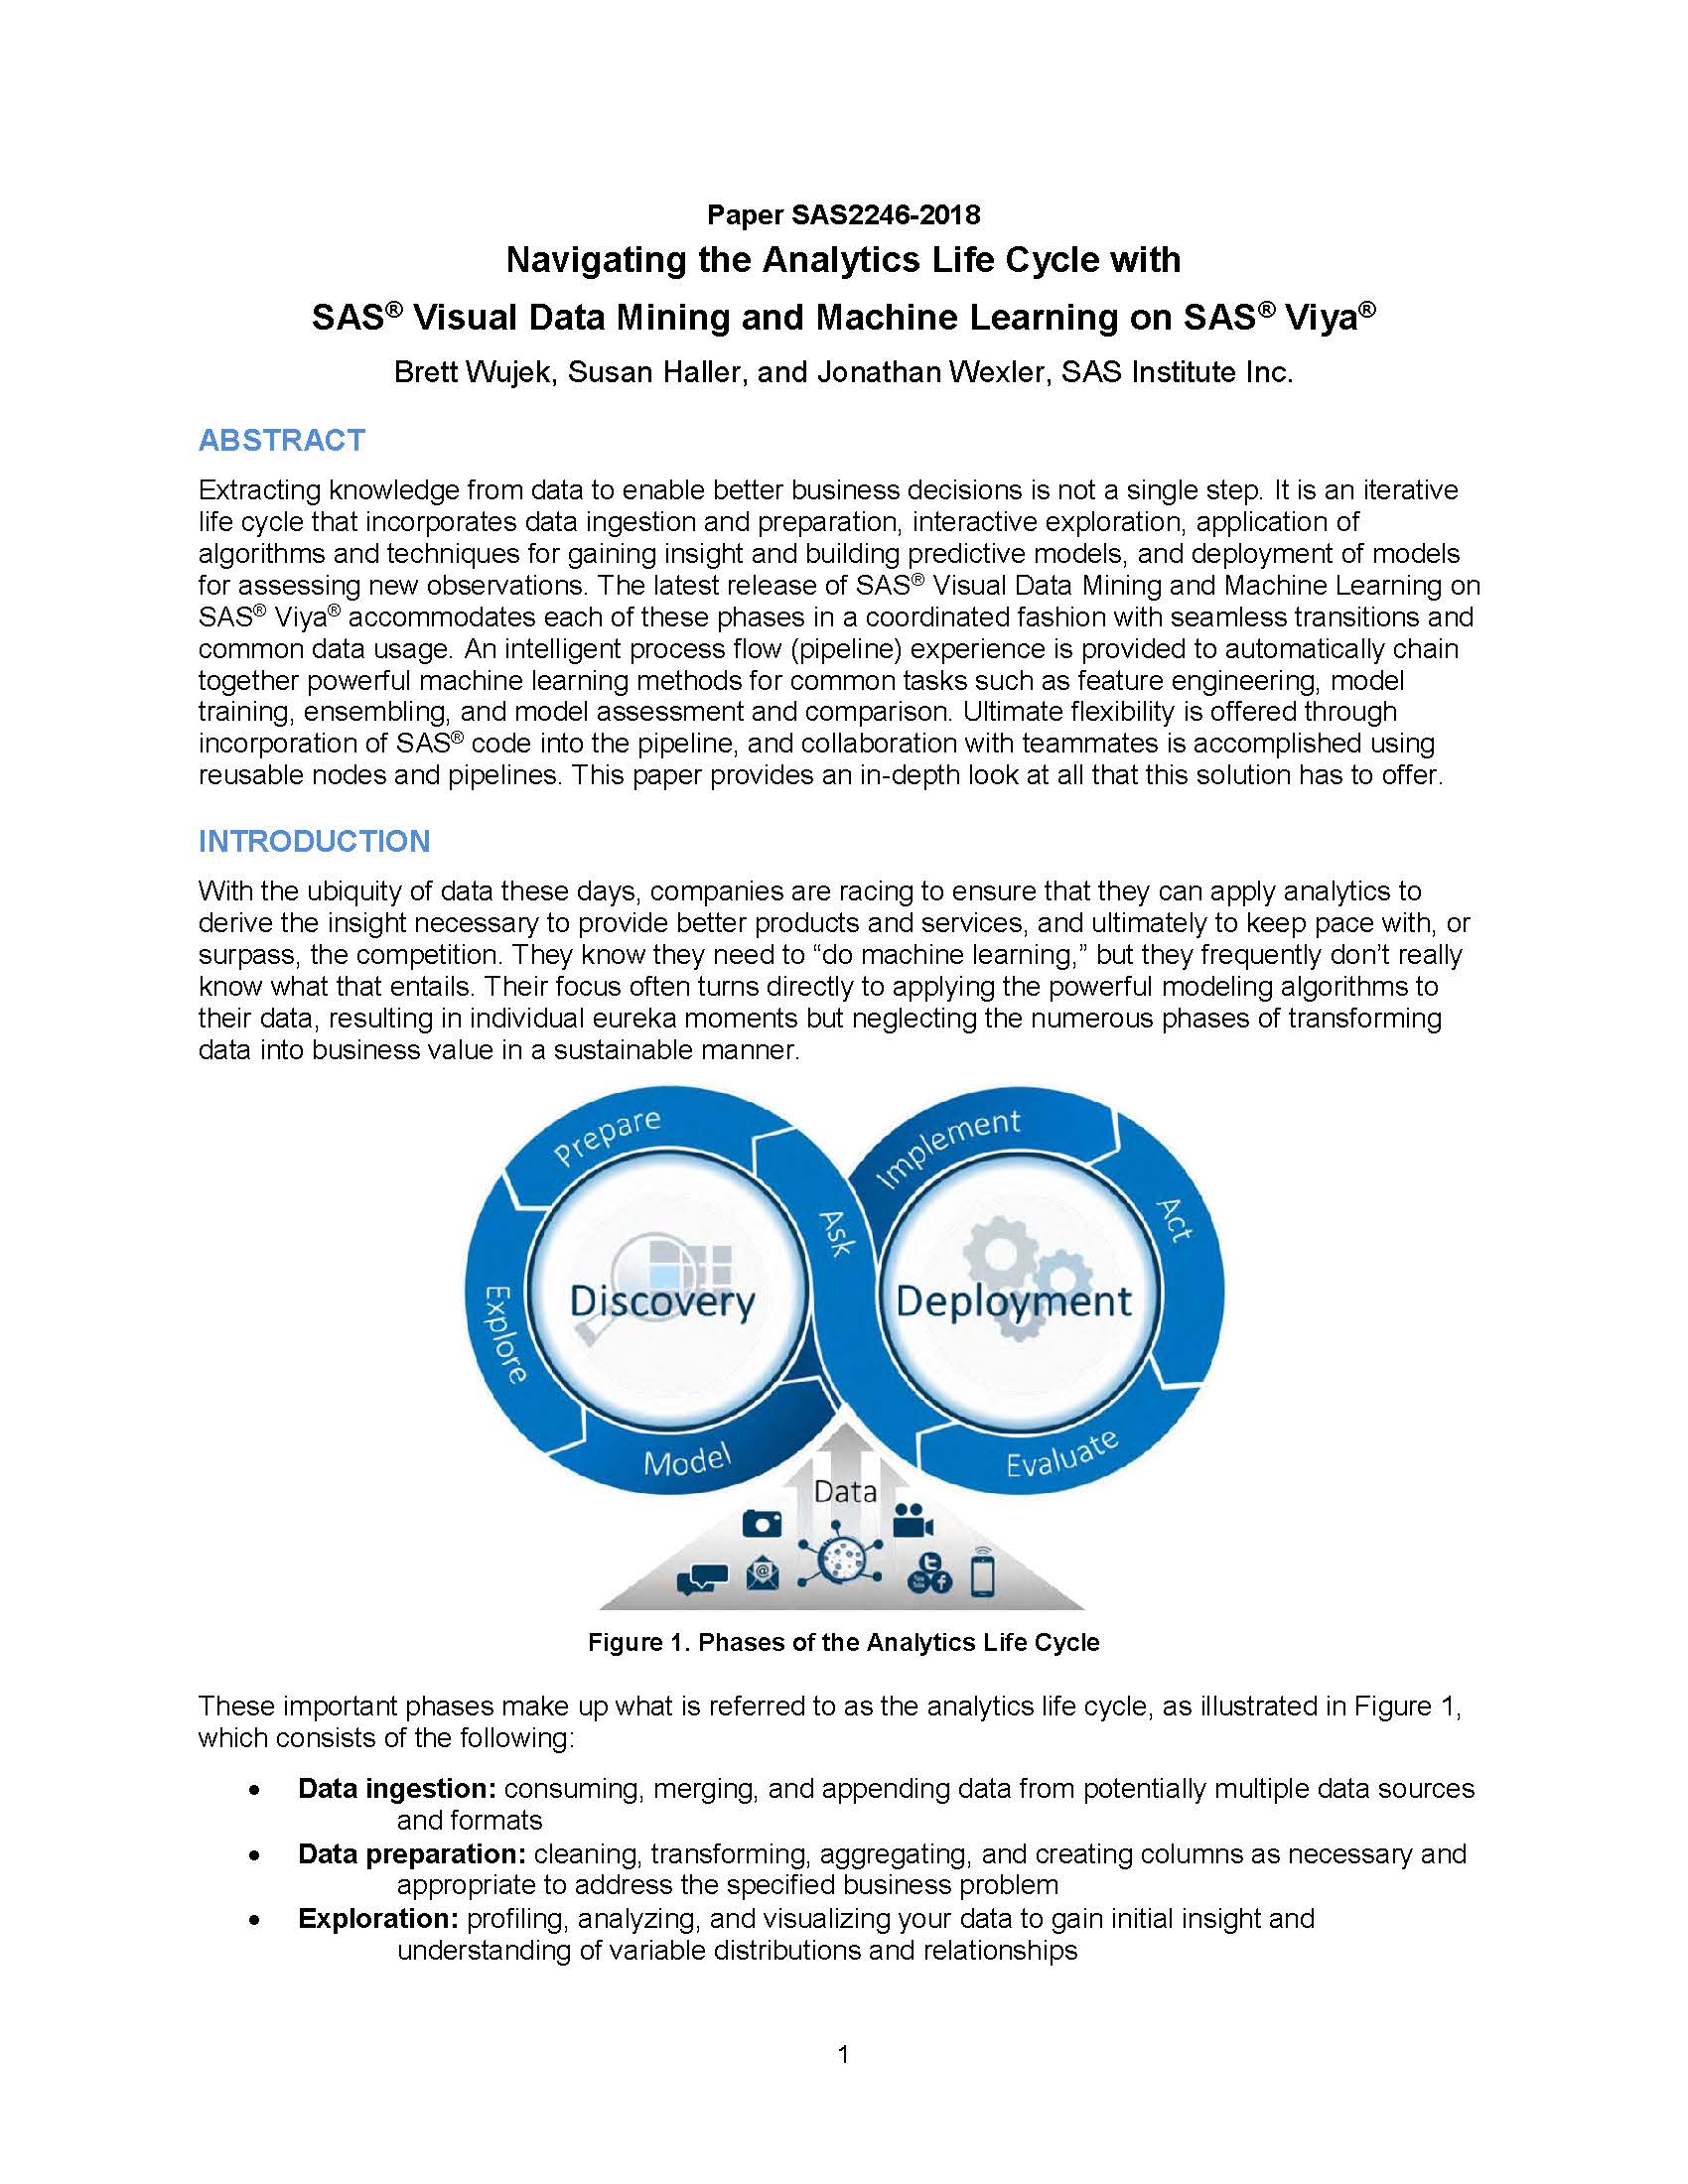 Paper SAS2246-2018
Navigating the Analytics Life Cycle with
SAS® Visual Data Mining and Machine Learning on SAS® Viya®
Brett Wujek, Susan Haller, and Jonathan Wexler, SAS Institute Inc.
ABSTRACT
Extracting knowledge from data to enable better business decisions is not a single step. It is an iterative
life cycle that incorporates data ingestion and preparation, interactive exploration, application of
algorithms and techniques for gaining insight and building predictive models, and deployment of models
for assessing new observations. The latest release of SAS® Visual Data Mining and Machine Learning on
SAS® Viya® accommodates each of these phases in a coordinated fashion with seamless transitions and
common data usage. An intelligent process flow (pipeline) experience is provided to automatically chain
together powerful machine learning methods for common tasks such as feature engineering, model
training, ensembling, and model assessment and comparison. Ultimate flexibility is offered through
incorporation of SAS® code into the pipeline, and collaboration with teammates is accomplished using
reusable nodes and pipelines. This paper provides an in-depth look at all that this solution has to offer.
INTRODUCTION
With the ubiquity of data these days, companies are racing to ensure that they can apply analytics to
derive the insight necessary to provide better products and services, and ultimately to keep pace with, or
surpass, the competition. They know they need to “do machine learning,” but they frequently don’t really
know what that entails. Their focus often turns directly to applying the powerful modeling algorithms to
their data, resulting in individual eureka moments but neglecting the numerous phases of transforming
data into business value in a sustainable manner.
Prepare
Implement
Ask
Act
Explore
Discovery
Deployment
Model
Evaluate
Data
Figure 1. Phases of the Analytics Life Cycle
These important phases make up what is referred to as the analytics life cycle, as illustrated in Figure 1,
which consists of the following:
• Data ingestion: consuming, merging, and appending data from potentially multiple data sources
and formats
• Data preparation: cleaning, transforming, aggregating, and creating columns as necessary and
appropriate to address the specified business problem
• Exploration: profiling, analyzing, and visualizing your data to gain initial insight and
understanding of variable distributions and relationships
1